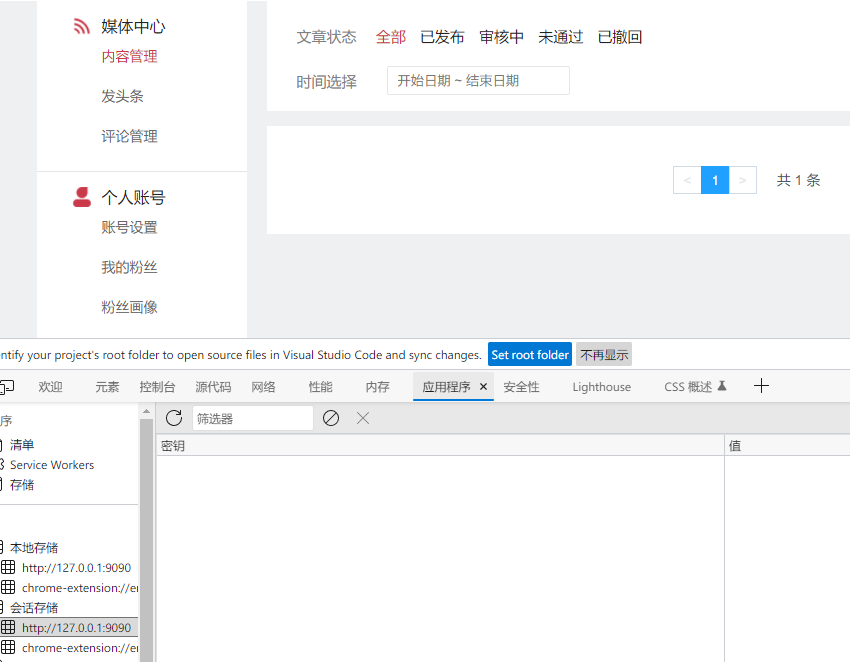 媒体中心
内容管理
发头条
评论管理
个人账号
账号设置
我的粉丝
粉丝画像
文章状态 全部 已发布 审核中 未通过 已撤回
时间选择 开始日期 ~ 结束日期
< 1 > 共 1 条
entify your project's root folder to open source files in Visual Studio Code and sync changes. Set root folder 不再显示
欢迎 元素 控制台 源代码 网络 性能 内存 应用程序 × 安全性 Lighthouse CSS 概述
序
清单
Service Workers
存储
本地存储
http://127.0.0.1:9090
chrome-extension://e
会话存储
http://127.0.0.1:9090
chrome-extension://e
筛选器
密钥 值